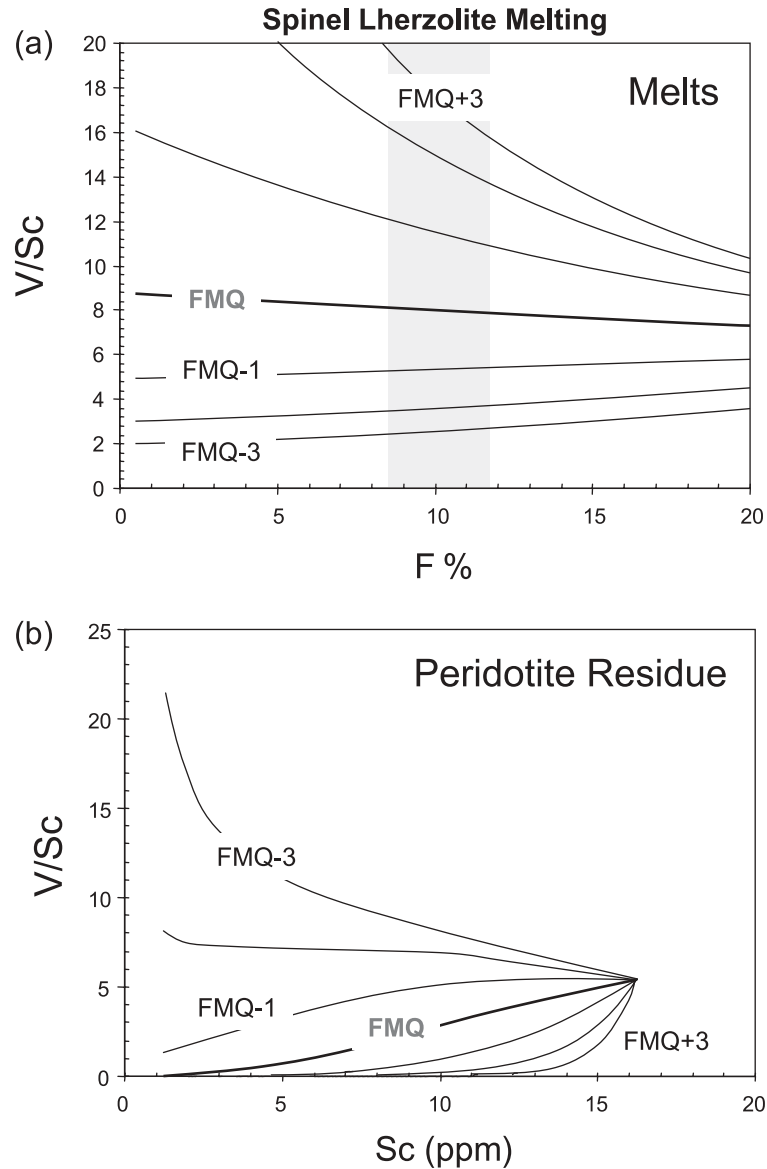 Spinel Lherzolite Melting
(a)
20
18
16
14
12
10
8
6
4
2
0
V/Sc
FMQ+3
Melts
FMQ
FMQ-1
FMQ-3
0 5 10 15 20
F %
(b)
25
20
15
10
5
0
V/Sc
Peridotite Residue
FMQ-3
FMQ-1
FMQ
FMQ+3
0 5 10 15 20
Sc (ppm)